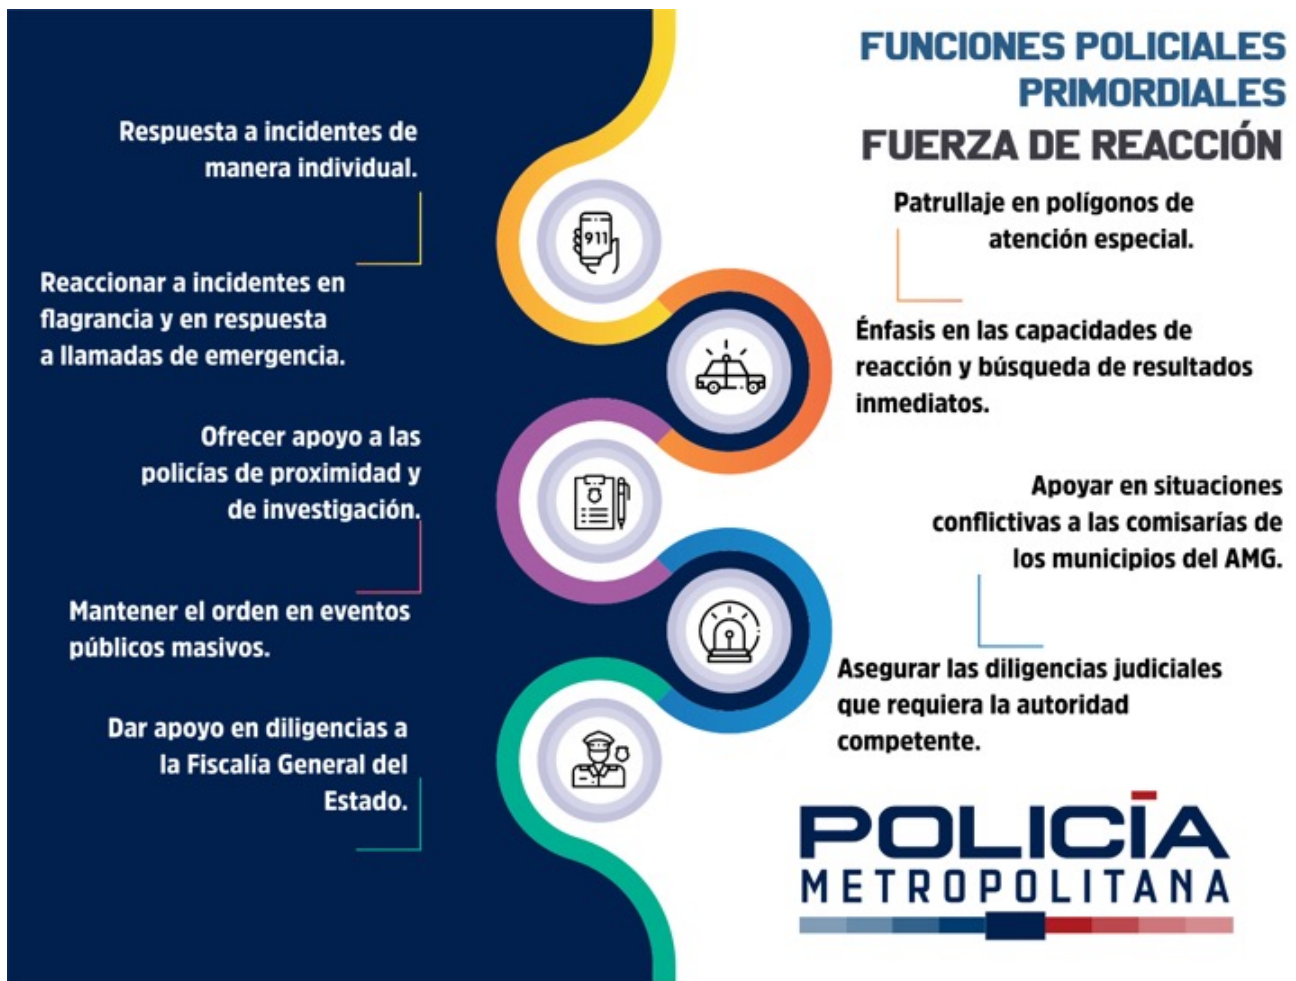 FUNCIONES POLICIALES
PRIMORDIALES
FUERZA DE REACCIÓN
Respuesta a incidentes de
manera individual.
Reaccionar a incidentes en
flagrancia y en respuesta
a llamadas de emergencia.
911
Patrullaje en polígonos de
atención especial.
Énfasis en las capacidades de
reacción y búsqueda de resultados
inmediatos.
Ofrecer apoyo a las
policías de proximidad y
de investigación.
Mantener el orden en eventos
públicos masivos.
Apoyar en situaciones
conflictivas a las comisarías de
los municipios del AMG.
Asegurar las diligencias judiciales
que requiera la autoridad
competente.
Dar apoyo en diligencias a
la Fiscalía General del
Estado.
POLICÍA
METROPOLITANA